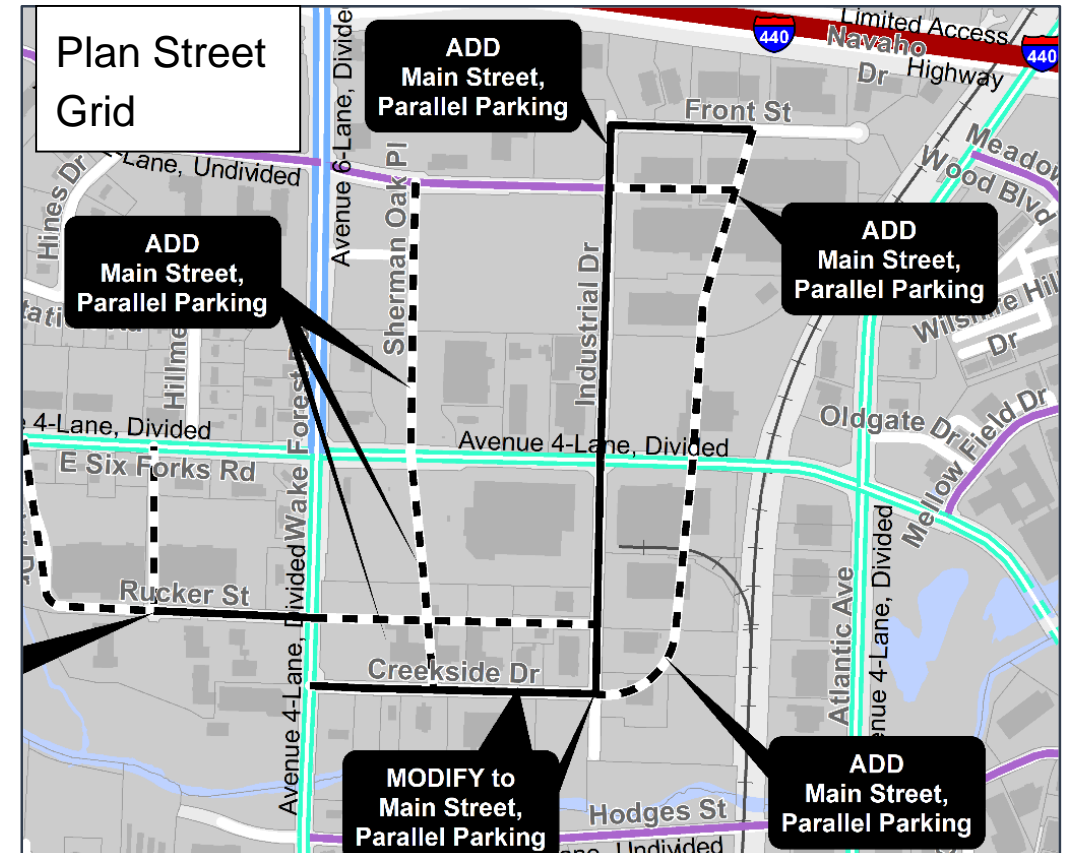 Plan Street
Grid
ADD
Main Street,
Parallel Parking
Limited Access
Highway
440
440
Navaho
Dr
Front St
Meadow
Wood Blvd
Avenue 6-Lane, Divided
Lane, Undivided
Hines Dr
Sherman Oak Pl
ADD
Main Street,
Parallel Parking
Industrial Dr
ADD
Main Street,
Parallel Parking
Wilshire Hill
Dr
Hillme
Wake Forest
Oldgate Dr
Mellow Field Dr
4-Lane, Divided
Avenue 4-Lane, Divided
E Six Forks Rd
Rucker St
Creekside Dr
Avenue 4-Lane, Divided
Atlantic Ave
enue 4-Lane, Divided
MODIFY to
Main Street,
Parallel Parking
ADD
Main Street,
Parallel Parking
Hodges St
ane, Undivided